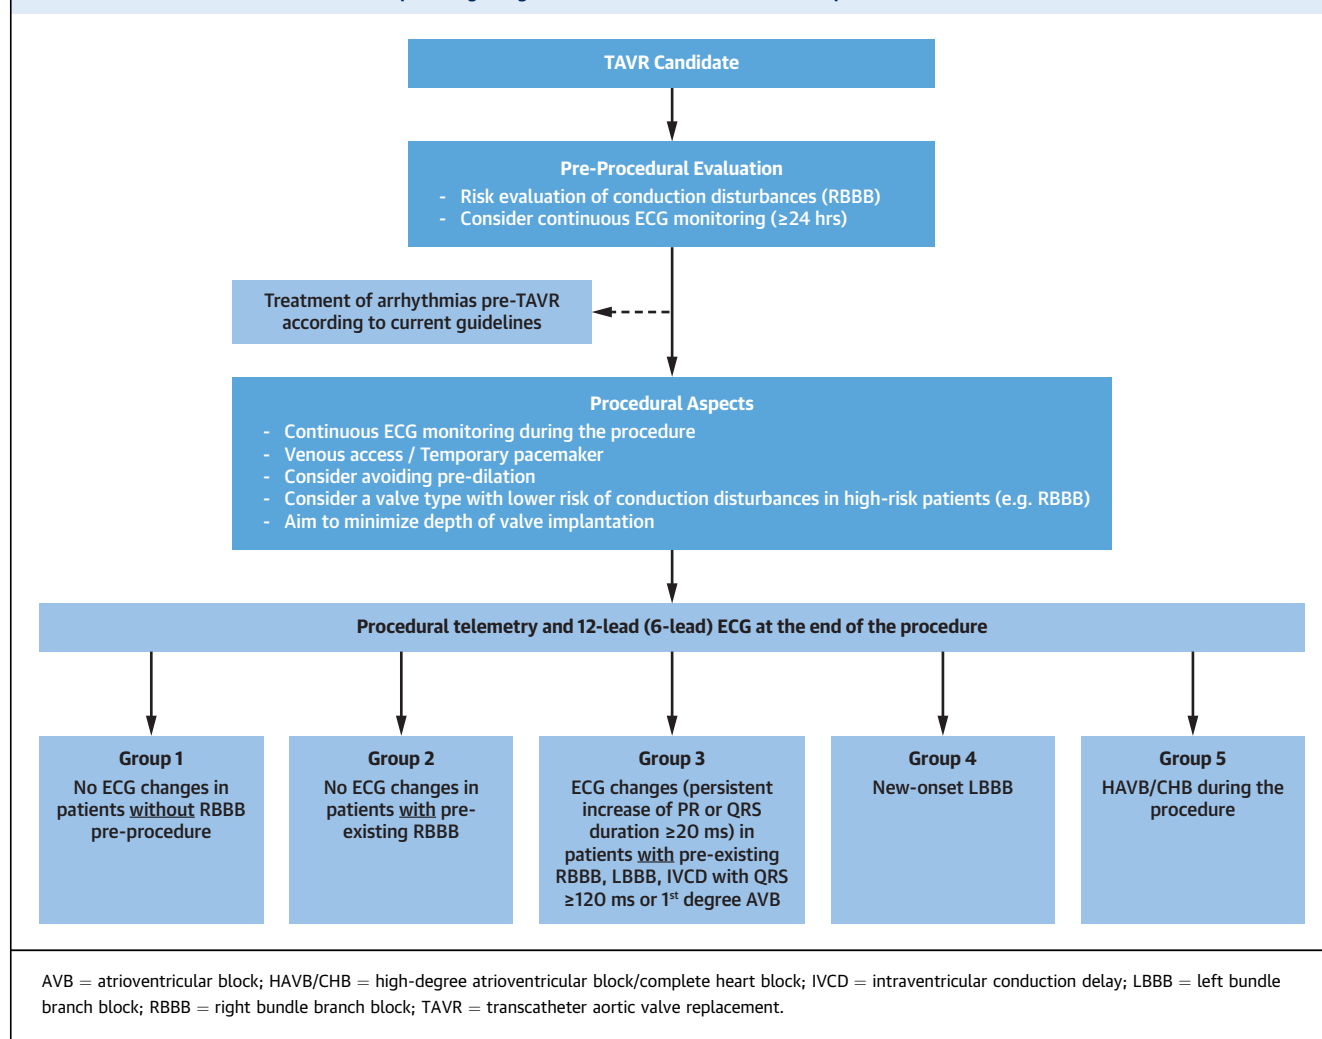 TAVR Candidate
Pre-Procedural Evaluation
- Risk evaluation of conduction disturbances (RBBB)
- Consider continuous ECG monitoring (≥24 hrs)
Treatment of arrhythmias pre-TAVR
according to current guidelines
Procedural Aspects
- Continuous ECG monitoring during the procedure
- Venous access / Temporary pacemaker
- Consider avoiding pre-dilation
- Consider a valve type with lower risk of conduction disturbances in high-risk patients (e.g. RBBB)
- Aim to minimize depth of valve implantation
Procedural telemetry and 12-lead (6-lead) ECG at the end of the procedure
Group 1
No ECG changes in
patients without RBBB
pre-procedure
Group 2
No ECG changes in
patients with pre-
existing RBBB
Group 3
ECG changes (persistent
increase of PR or QRS
duration ≥20 ms) in
patients with pre-existing
RBBB, LBBB, IVCD with QRS
≥120 ms or 1st degree AVB
Group 4
New-onset LBBB
Group 5
HAVB/CHB during the
procedure
AVB = atrioventricular block; HAVB/CHB = high-degree atrioventricular block/complete heart block; IVCD = intraventricular conduction delay; LBBB = left bundle
branch block; RBBB = right bundle branch block; TAVR = transcatheter aortic valve replacement.